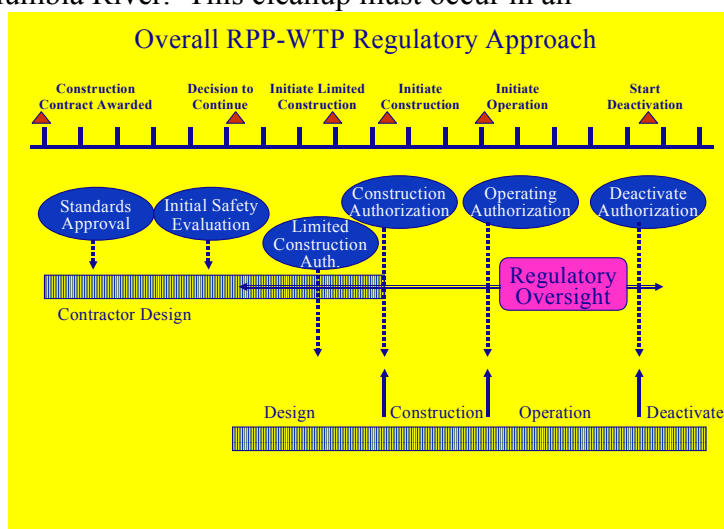 umbia River. This cleanup must occur in an
Overall RPP-WTP Regulatory Approach
Construction
Contract Awarded
Decision to
Continue
Initiate Limited
Construction
Initiate
Construction
Initiate
Operation
Start
Deactivation
Standards
Approval
Initial Safety
Evaluation
Limited
Construction
Auth.
Construction
Authorization
Operating
Authorization
Deactivate
Authorization
Regulatory
Oversight
Contractor Design
Design
Construction
Operation
Deactivate